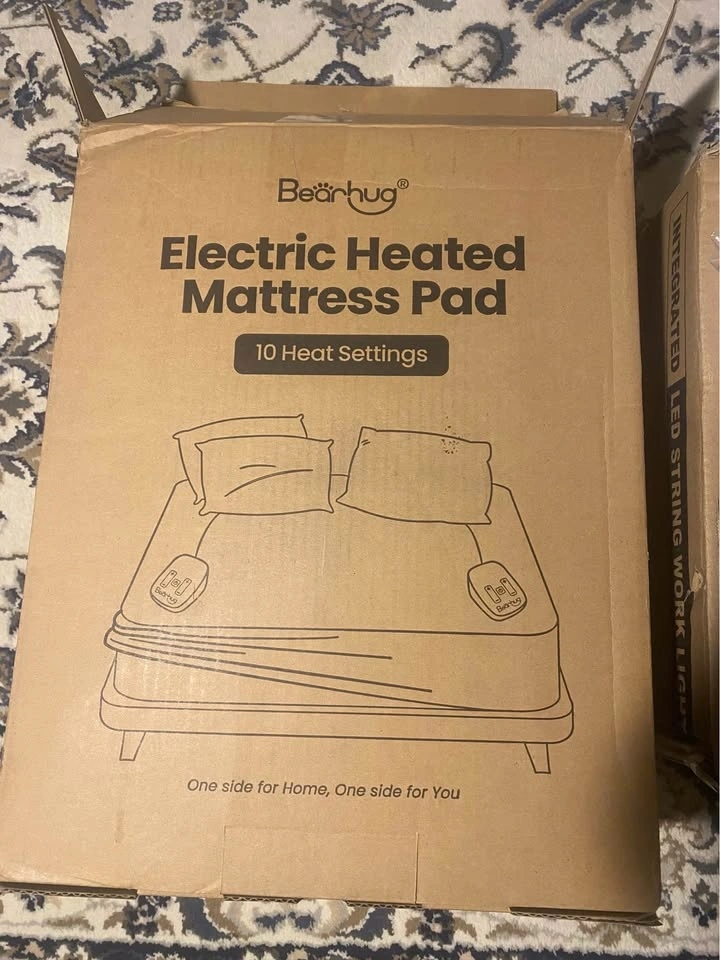 Bearhug®
Electric Heated
Mattress Pad
10 Heat Settings
Bearhug
Bearhug
One side for Home, One side for You
INTEGRATED LED STRING WORK LIGHT